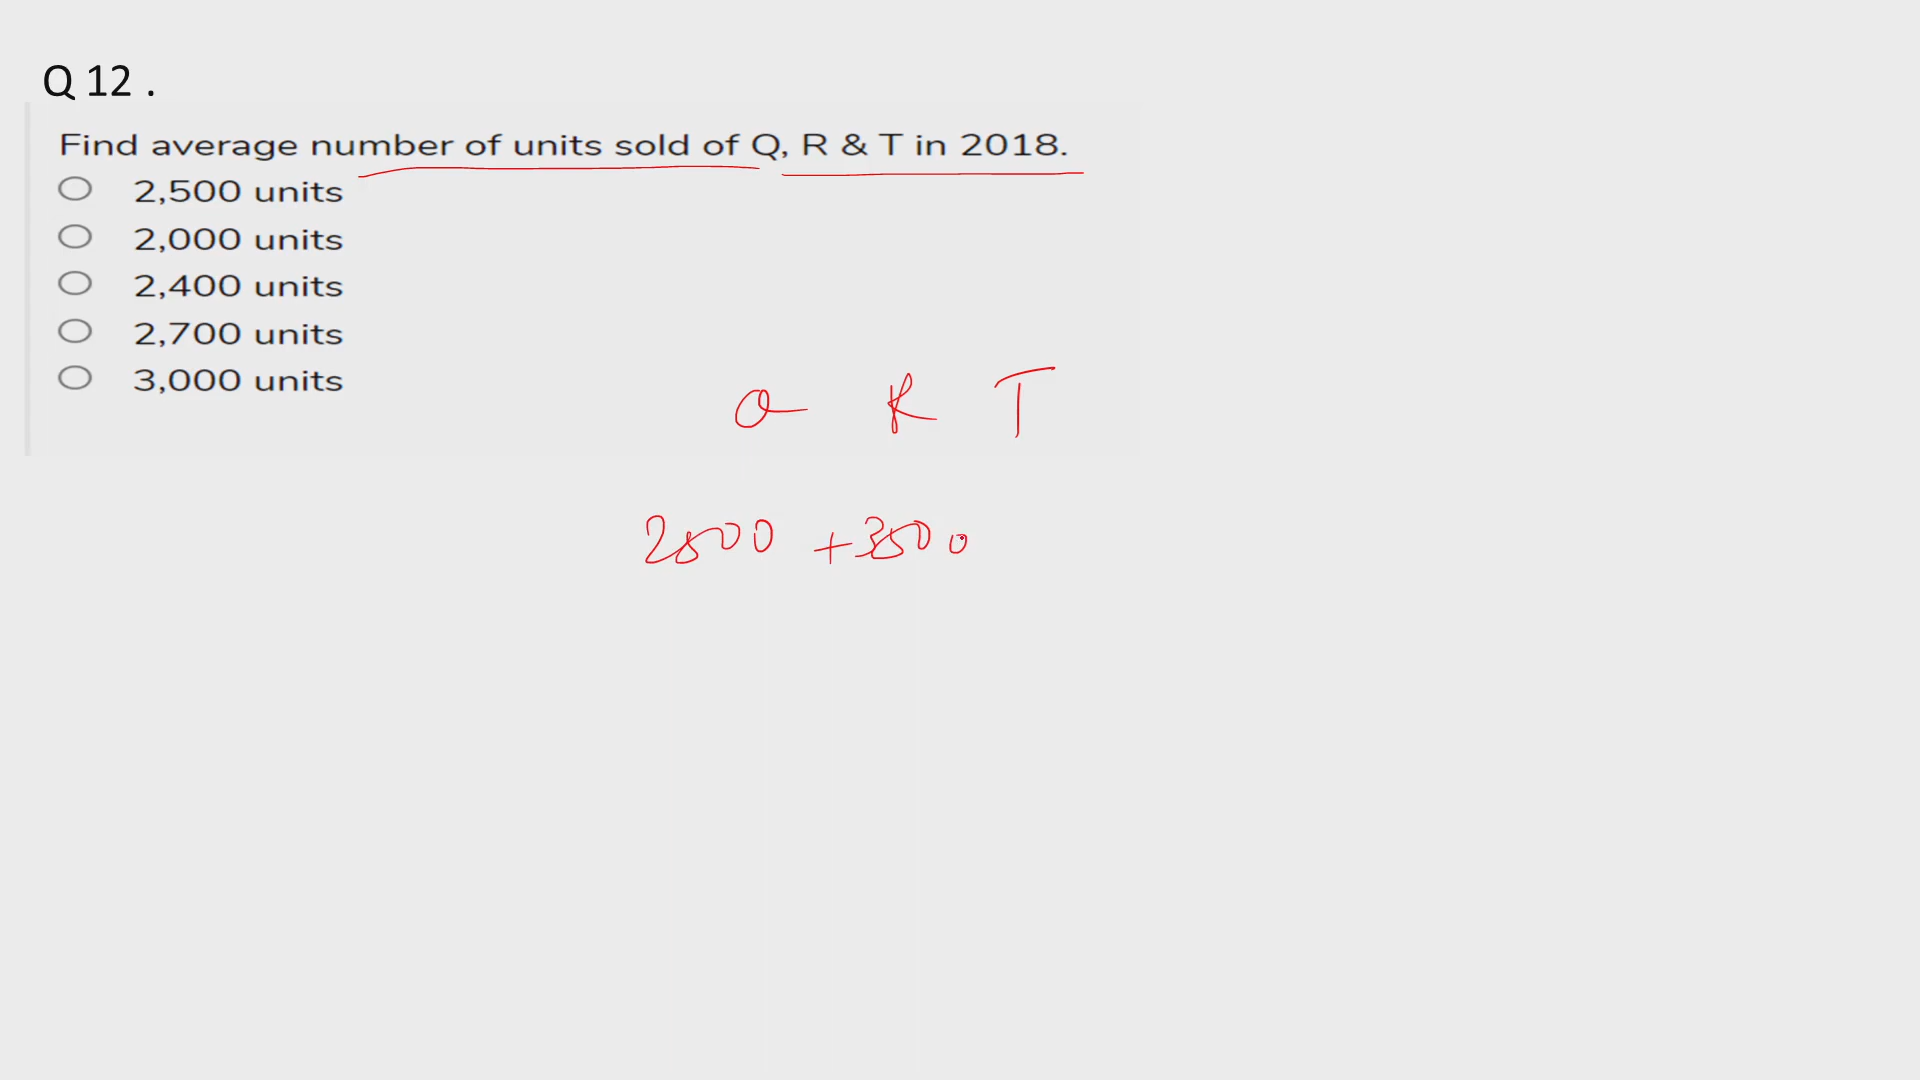 Q 12 .
Find average number of units sold of Q, R & T in 2018.
2,500 units
2,000 units
2,400 units
2,700 units
3,000 units
Q R T
2500 + 3500